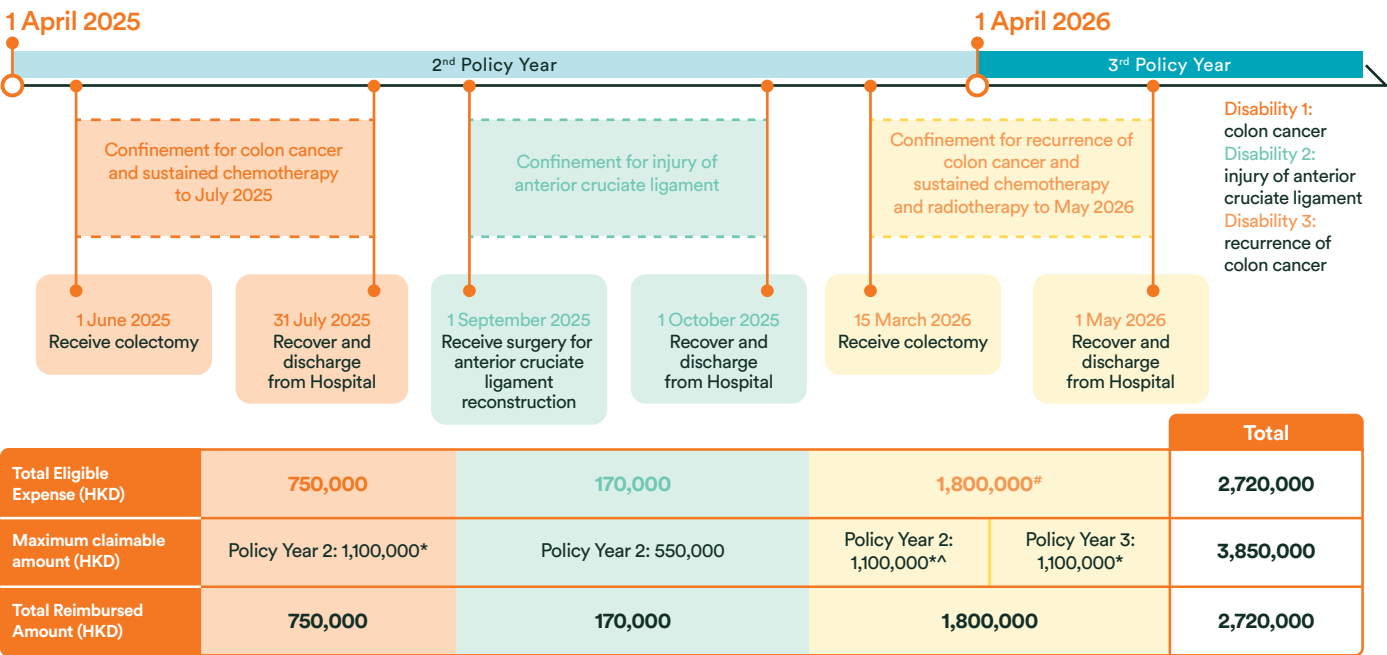 1 April 2025
1 April 2026
2nd Policy Year
3rd Policy Year
Confinement for colon cancer
and sustained chemotherapy
to July 2025
Confinement for injury of
anterior cruciate ligament
Confinement for recurrence of
colon cancer and
sustained chemotherapy
and radiotherapy to May 2026
Disability 1:
colon cancer
Disability 2:
injury of anterior
cruciate ligament
Disability 3:
recurrence of
colon cancer
1 June 2025
Receive colectomy
31 July 2025
Recover and
discharge
from Hospital
1 September 2025
Receive surgery for
anterior cruciate
ligament
reconstruction
1 October 2025
Recover and
discharge
from Hospital
15 March 2026
Receive colectomy
1 May 2026
Recover and
discharge
from Hospital
Total
Total Eligible
Expense (HKD)
750,000
170,000
1,800,000#
2,720,000
Maximum claimable
amount (HKD)
Policy Year 2: 1,100,000*
Policy Year 2: 550,000
Policy Year 2:
1,100,000*^
Policy Year 3:
1,100,000*
3,850,000
Total Reimbursed
Amount (HKD)
750,000
170,000
1,800,000
2,720,000